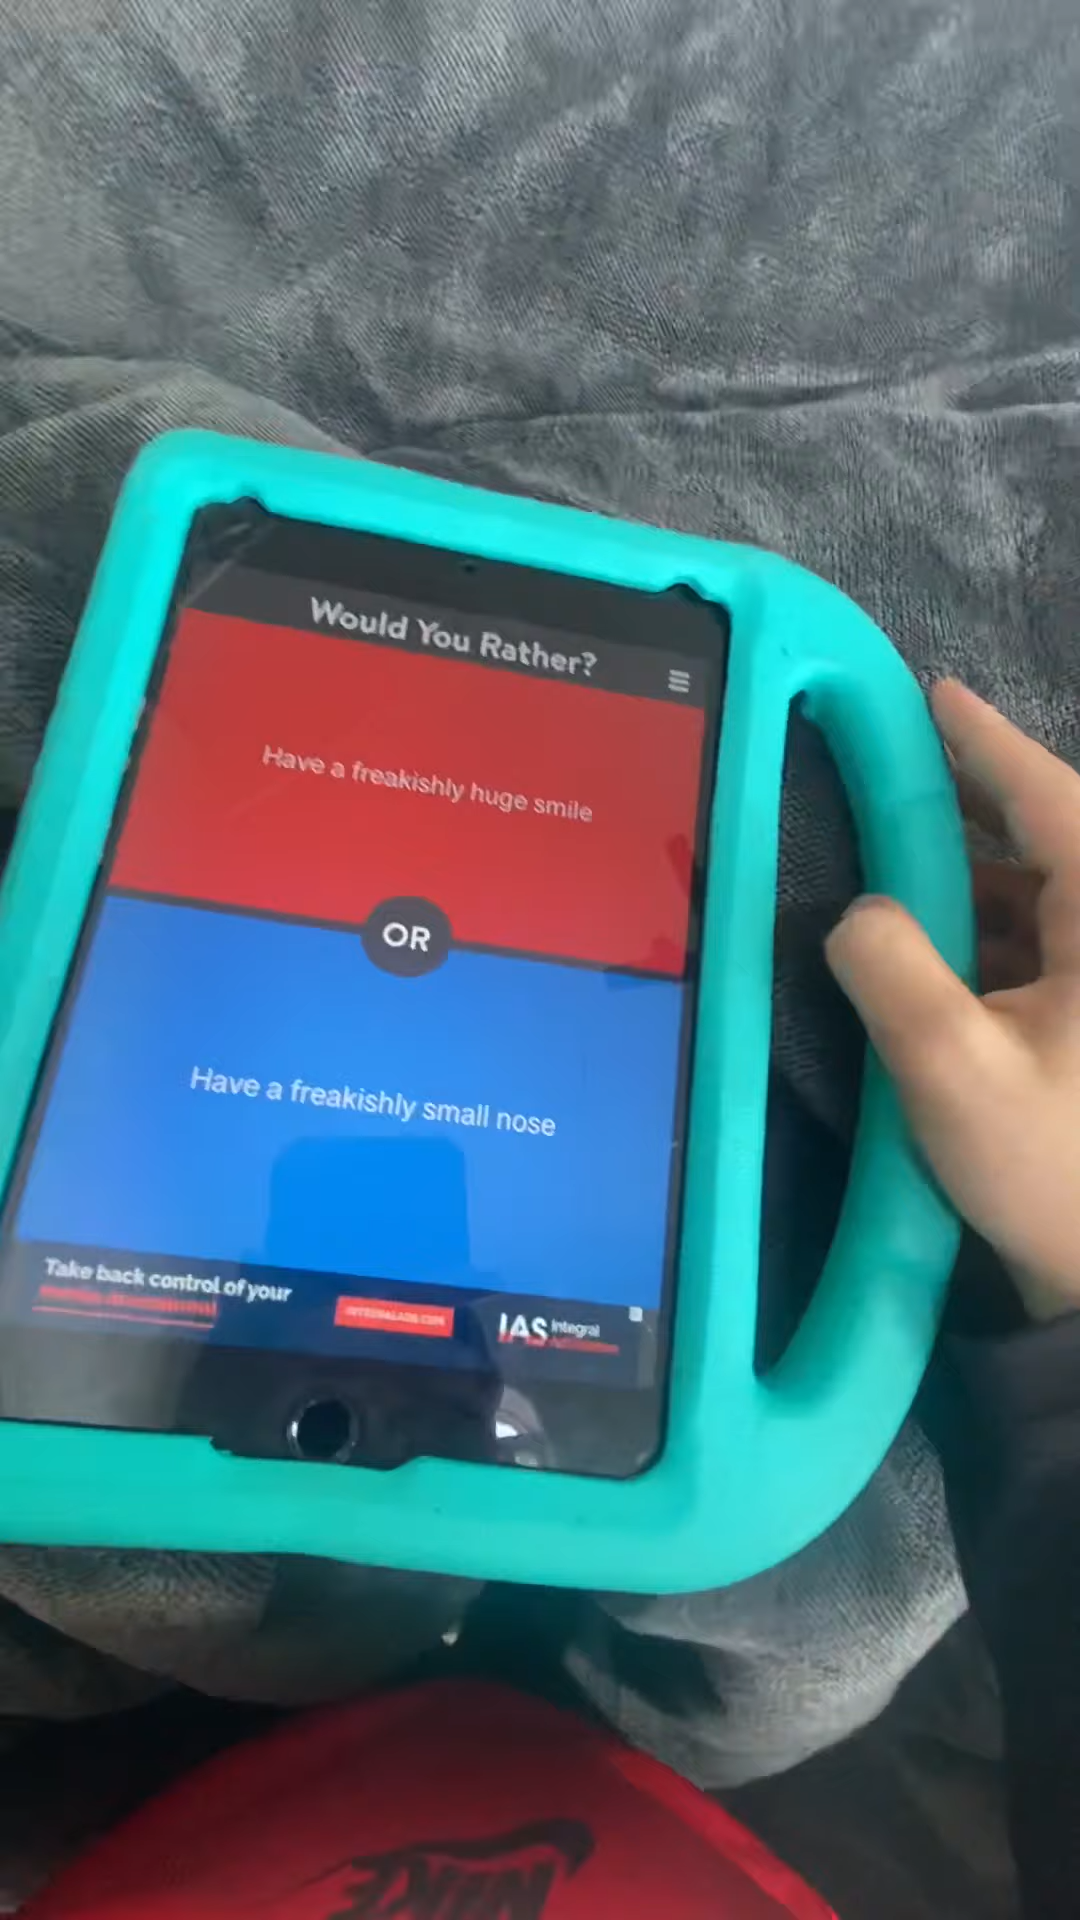 Would You Rather?
Have a freakishly huge smile
OR
Have a freakishly small nose
Take back control of your
IAS Integral
NIKE